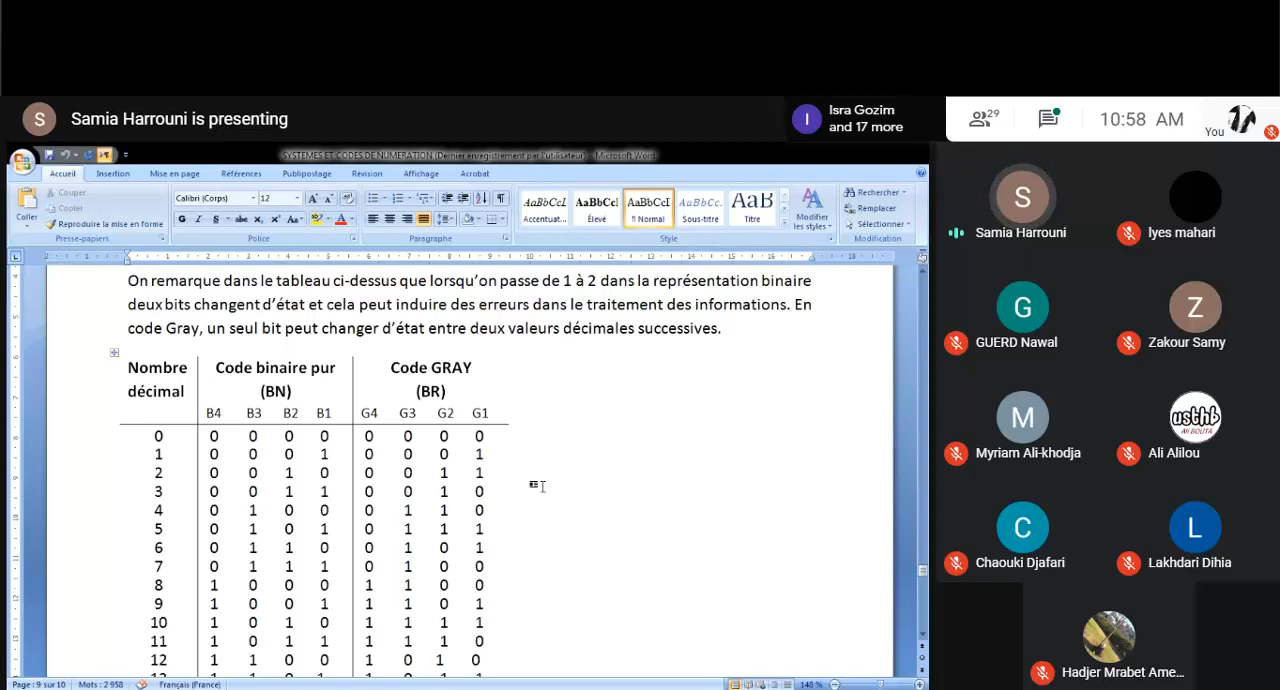 S Samia Harrouni is presenting
I Isra Gozim
and 17 more
29
10:58 AM
You
SYSTEMES ET CODES DE NUMERATION (Dernier enregistrement par l'utilisateur) - Microsoft Word
Accueil Insertion Mise en page Références Publipostage Révision Affichage Acrobat
Coller
Couper
Copier
Reproduire la mise en forme
Presse-papiers
Calibri (Corps) 12
G I S abc x₂ x² Aa
Police
Paragraphe
AaBbCcI AaBbCcI AaBbCcI AaBbCc. AaBb
Accentuat... Élevé ¶ Normal Sous-titre Titre
Modifier
les styles
Style
Rechercher
Remplacer
Sélectionner
Modification
On remarque dans le tableau ci-dessus que lorsqu'on passe de 1 à 2 dans la représentation binaire
deux bits changent d'état et cela peut induire des erreurs dans le traitement des informations. En
code Gray, un seul bit peut changer d'état entre deux valeurs décimales successives.
Nombre Code binaire pur Code GRAY
décimal (BN) (BR)
B4 B3 B2 B1 G4 G3 G2 G1
0 0 0 0 0 0 0 0 0
1 0 0 0 1 0 0 0 1
2 0 0 1 0 0 0 1 1
3 0 0 1 1 0 0 1 0
4 0 1 0 0 0 1 1 0
5 0 1 0 1 0 1 1 1
6 0 1 1 0 0 1 0 1
7 0 1 1 1 0 1 0 0
8 1 0 0 0 1 1 0 0
9 1 0 0 1 1 1 0 1
10 1 0 1 0 1 1 1 1
11 1 0 1 1 1 1 1 0
12 1 1 0 0 1 0 1 0
Page : 9 sur 10 Mots : 2 958 Français (France) 148 %
S
Samia Harrouni
lyes mahari
G
GUERD Nawal
Z
Zakour Samy
M
Myriam Ali-khodja
usthb
Ali BOUTA
Ali Alilou
C
Chaouki Djafari
L
Lakhdari Dihia
Hadjer Mrabet Ame...